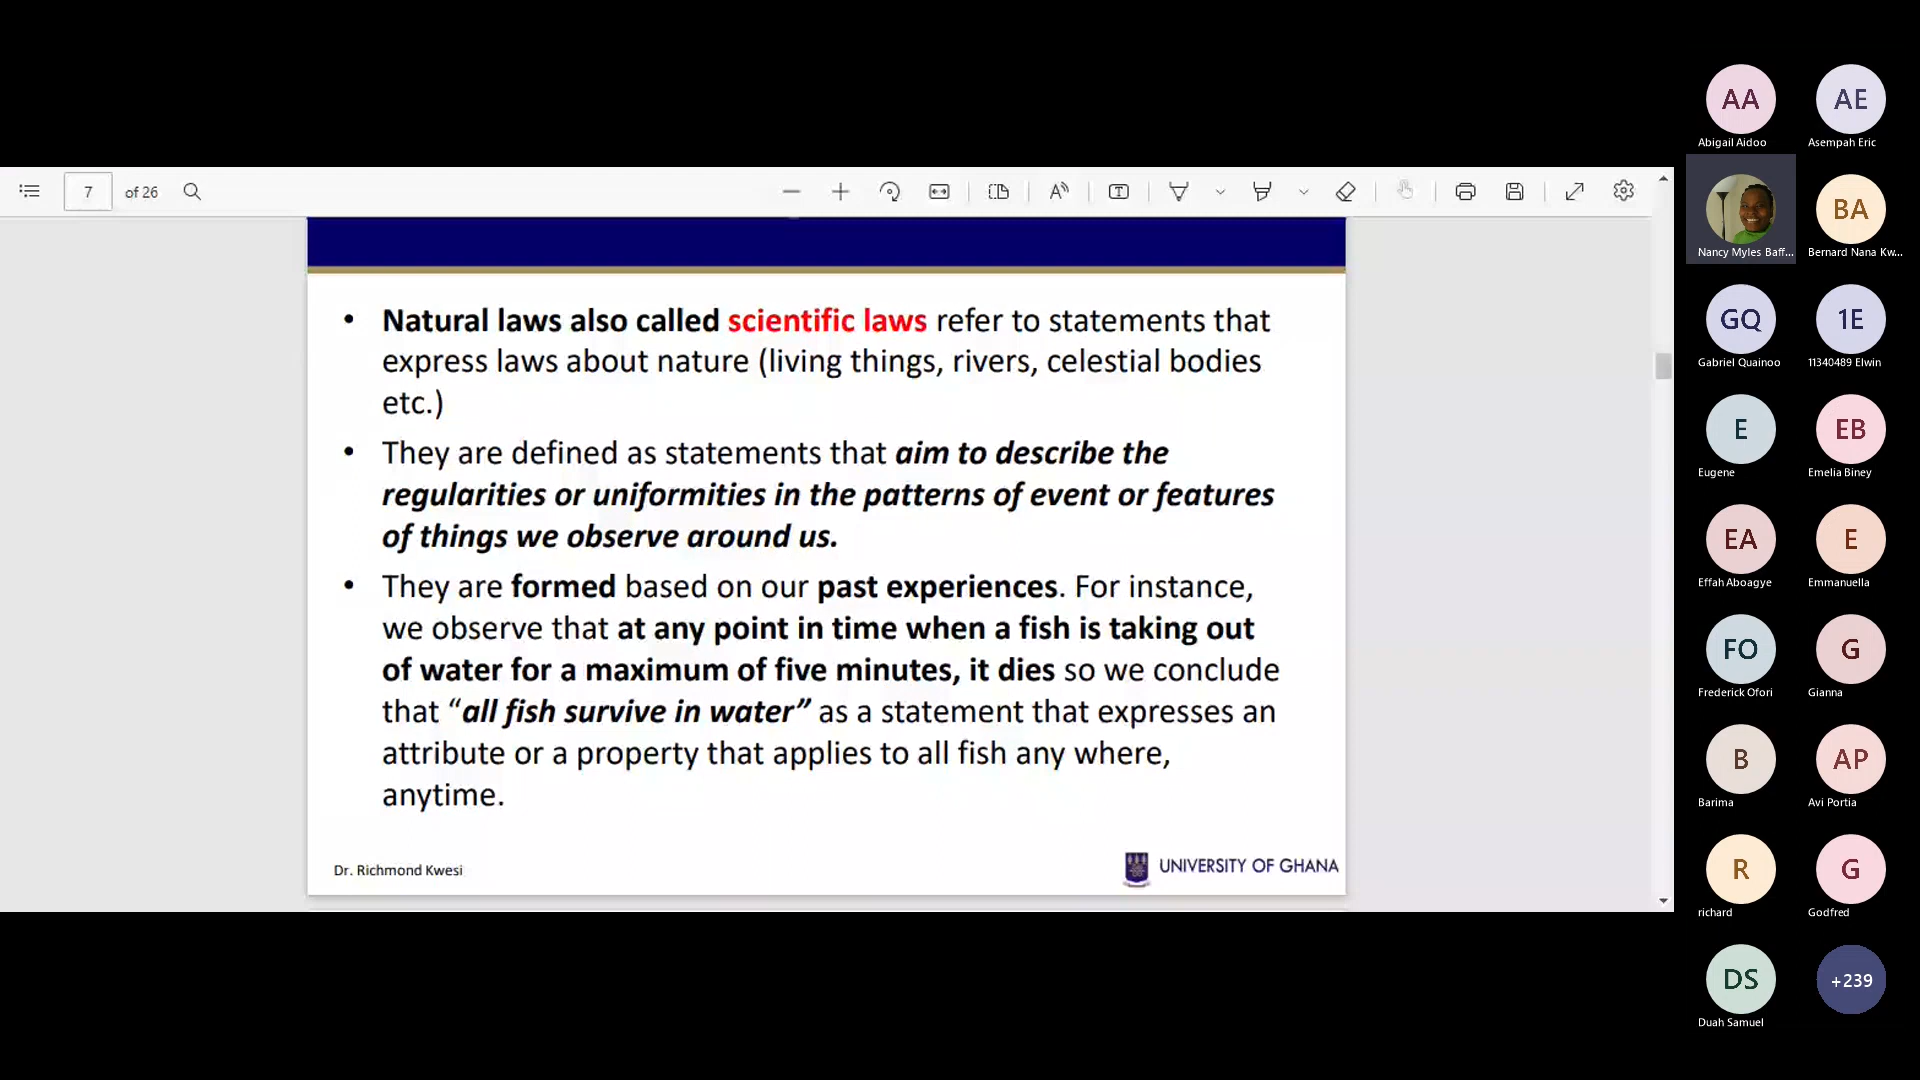 7 of 26
• Natural laws also called scientific laws refer to statements that
express laws about nature (living things, rivers, celestial bodies
etc.)
• They are defined as statements that aim to describe the
regularities or uniformities in the patterns of event or features
of things we observe around us.
• They are formed based on our past experiences. For instance,
we observe that at any point in time when a fish is taking out
of water for a maximum of five minutes, it dies so we conclude
that “all fish survive in water” as a statement that expresses an
attribute or a property that applies to all fish any where,
anytime.
Dr. Richmond Kwesi
UNIVERSITY OF GHANA
AA
Abigail Aidoo
AE
Asempah Eric
Nancy Myles Baff...
BA
Bernard Nana Kw...
GQ
Gabriel Quainoo
1E
11340489 Elwin
E
Eugene
EB
Emelia Biney
EA
Effah Aboagye
E
Emmanuella
FO
Frederick Ofori
G
Gianna
B
Barima
AP
Avi Portia
R
richard
G
Godfred
DS
Duah Samuel
+239